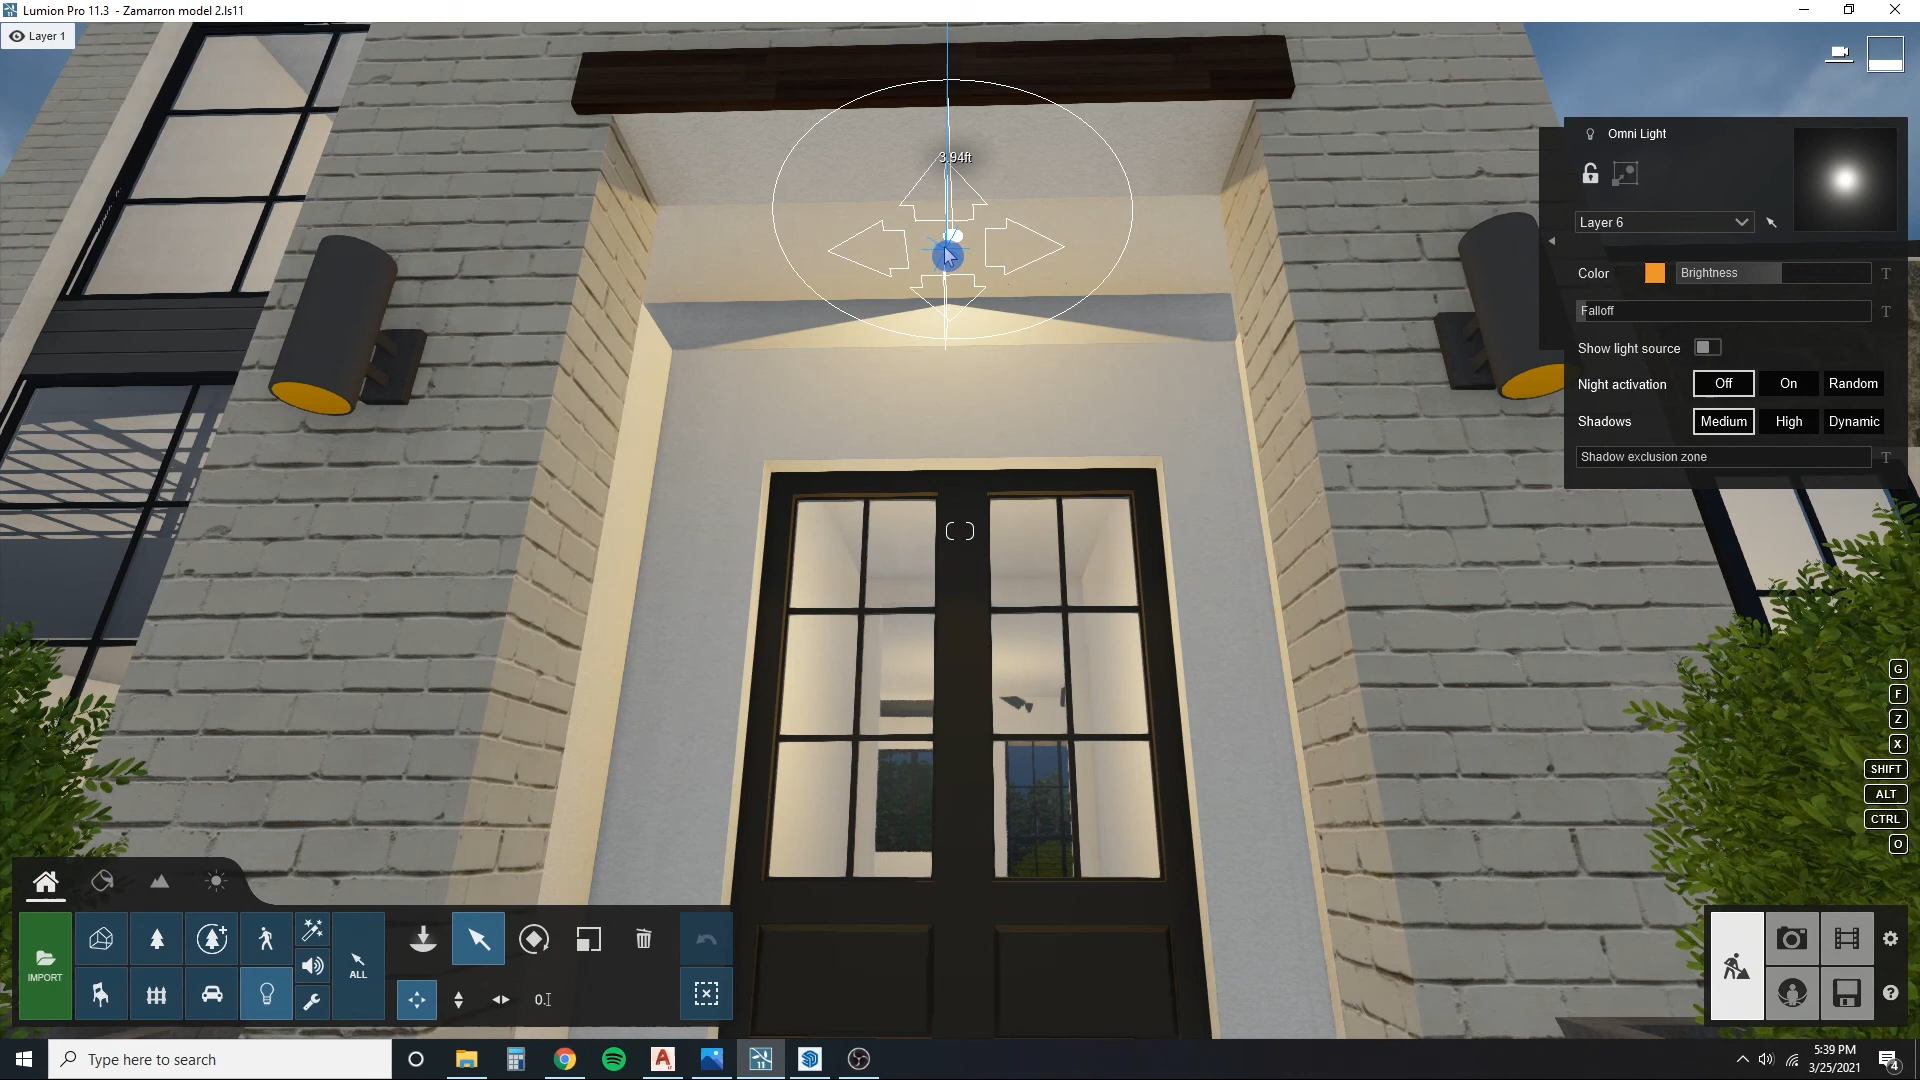 Lumion Pro 11.3 - Zamarron model 2.ls11
Layer 1
3.94ft
Omni Light
Layer 6
Color
Brightness
T
Falloff
T
Show light source
Night activation
Off
On
Random
Shadows
Medium
High
Dynamic
Shadow exclusion zone
T
G
F
Z
X
SHIFT
ALT
CTRL
O
IMPORT
ALL
0.
?
Type here to search
A
11
5:39 PM
3/25/2021
4